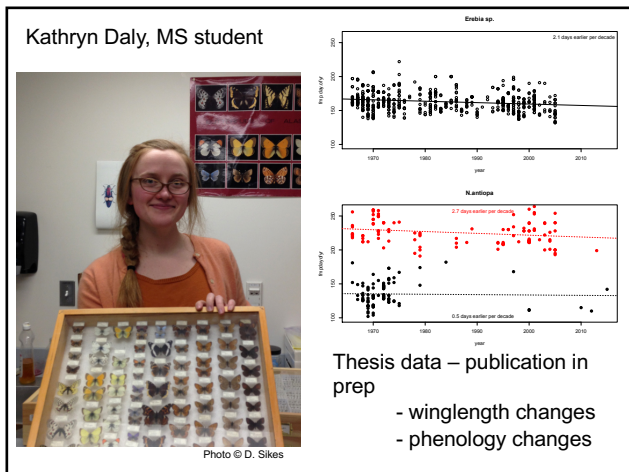 Kathryn Daly, MS student
Photo © D. Sikes
Erebia sp.
2.1 days earlier per decade
250
200
150
100
1970
1980
1990
2000
2010
year
N.antiopa
2.7 days earlier per decade
250
200
150
100
0.5 days earlier per decade
1970
1980
1990
2000
2010
year
Thesis data – publication in
prep
- winglength changes
- phenology changes